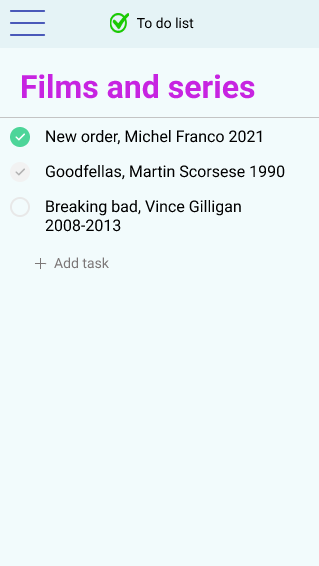 To do list
Films and series
New order, Michel Franco 2021
Goodfellas, Martin Scorsese 1990
Breaking bad, Vince Gilligan
2008-2013
Add task